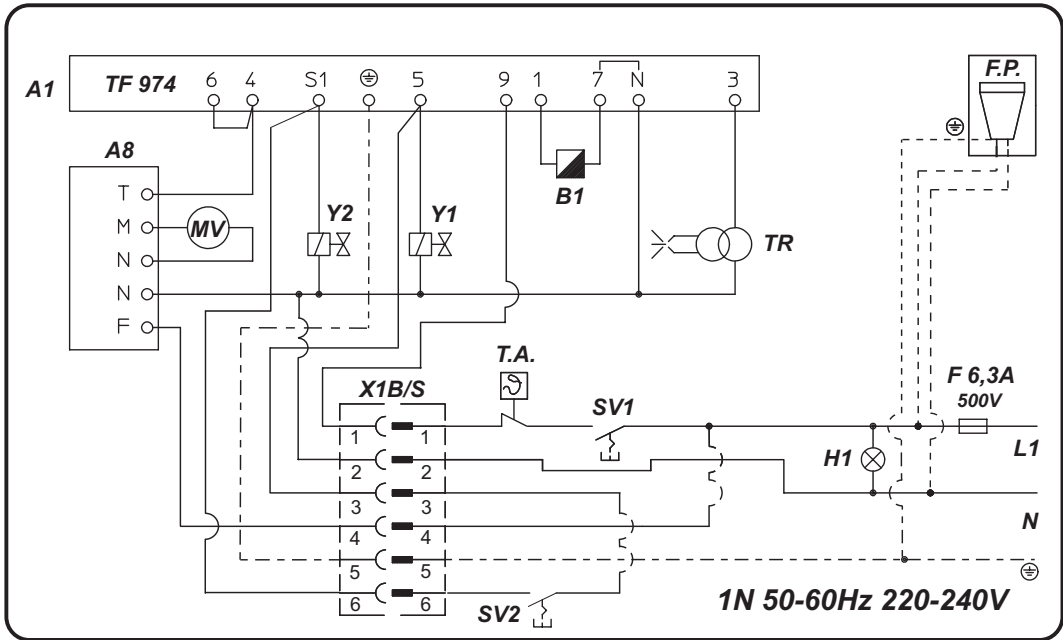 A1
TF 974
6 4 S1 5 9 1 7 N 3
F.P.
A8
T
M
N
N
F
MV
Y2
Y1
B1
TR
T.A.
F 6,3A
500V
X1B/S
SV1
1 1
L1
2 2
H1
3 3
N
4 4
5 5
6 6
SV2
1N 50-60Hz 220-240V